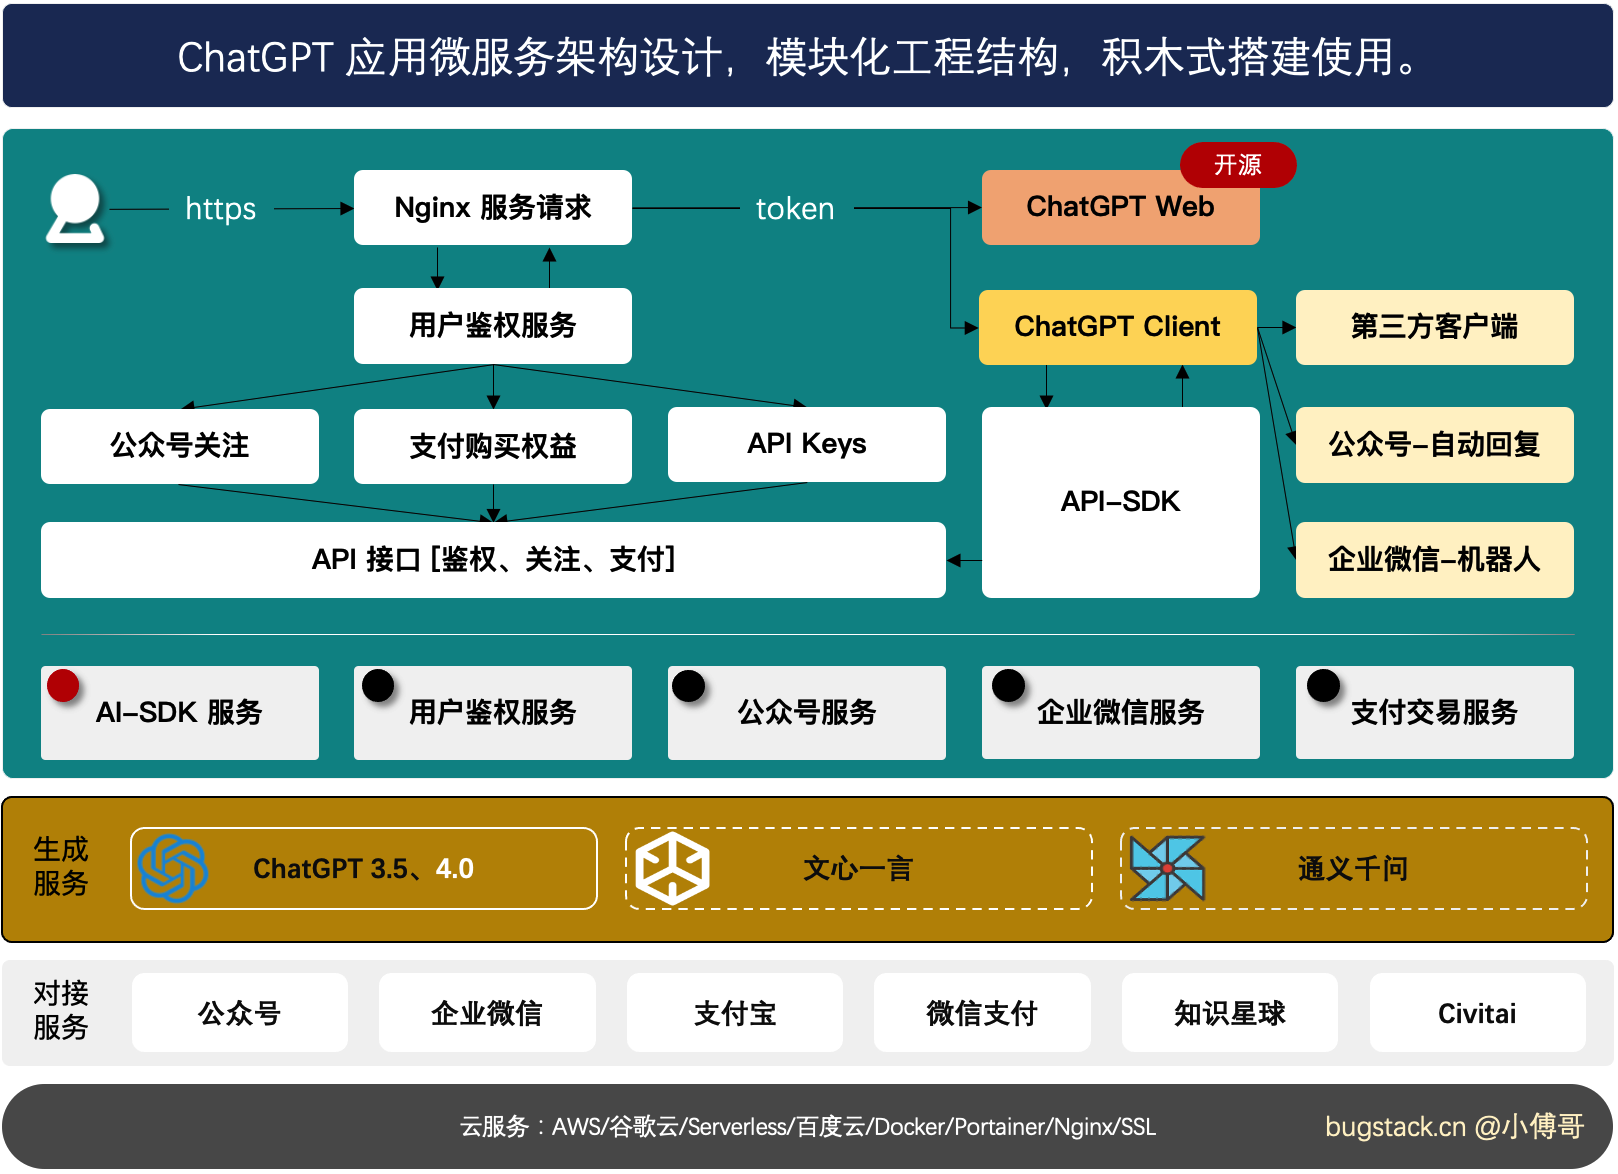 ChatGPT 应用微服务架构设计，模块化工程结构，积木式搭建使用。
开源
https
Nginx 服务请求
token
ChatGPT Web
用户鉴权服务
ChatGPT Client
第三方客户端
公众号关注
支付购买权益
API Keys
API-SDK
公众号-自动回复
API 接口 [鉴权、关注、支付]
企业微信-机器人
AI-SDK 服务
用户鉴权服务
公众号服务
企业微信服务
支付交易服务
生成
服务
ChatGPT 3.5、4.0
文心一言
通义千问
对接
服务
公众号
企业微信
支付宝
微信支付
知识星球
Civitai
云服务：AWS/谷歌云/Serverless/百度云/Docker/Portainer/Nginx/SSL
bugstack.cn @小傅哥